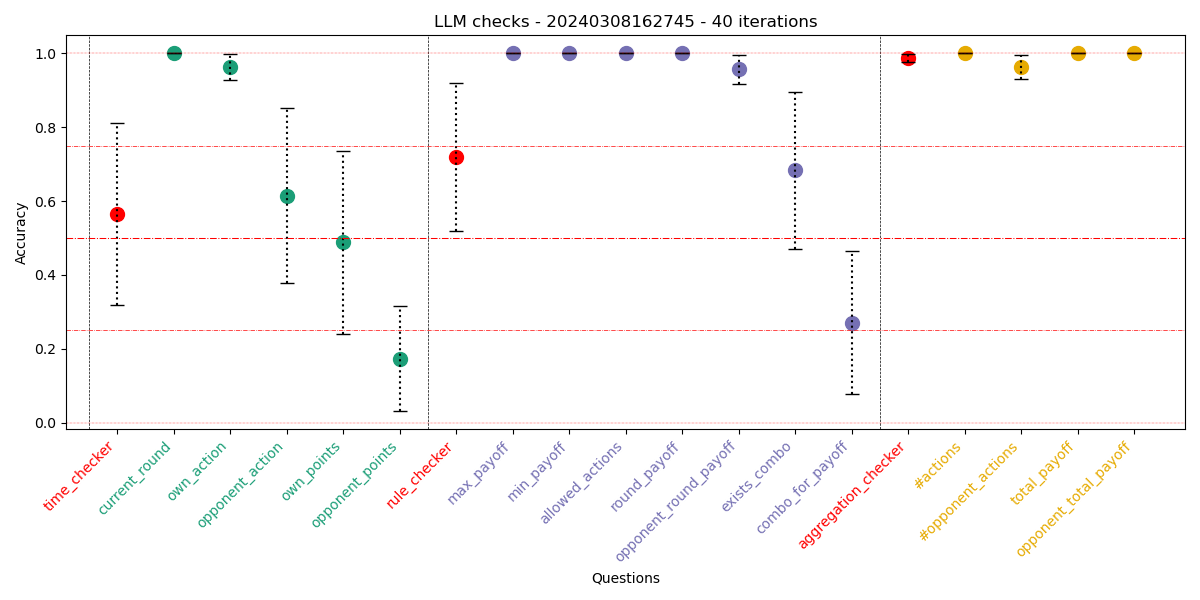 LLM checks - 20240308162745 - 40 iterations
Accuracy
1.0
0.8
0.6
0.4
0.2
0.0
time_checker
current_round
own_action
opponent_action
own_points
opponent_points
rule_checker
max_payoff
min_payoff
allowed_actions
round_payoff
opponent_round_payoff
exists_combo
combo_for_payoff
aggregation_checker
#actions
#opponent_actions
total_payoff
opponent_total_payoff
Questions